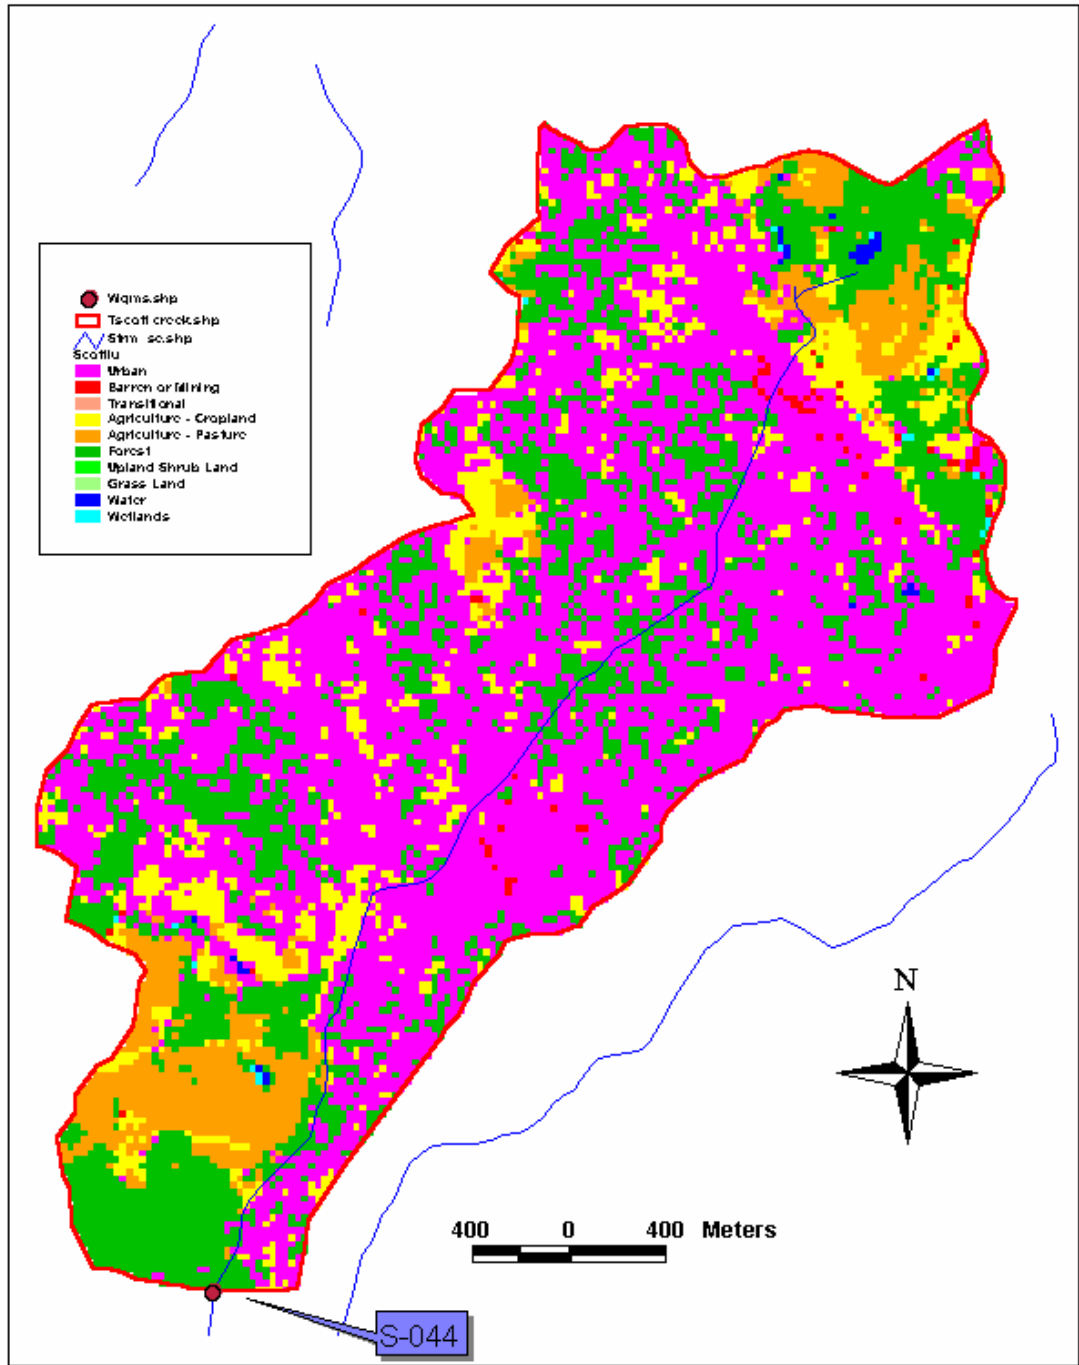 Wqms.shp
Tscott creek.shp
Strm_sc.shp
Scottlu
Urban
Barren or Mining
Transitional
Agriculture - Cropland
Agriculture - Pasture
Forest
Upland Shrub Land
Grass Land
Water
Wetlands
N
400 0 400 Meters
S-044